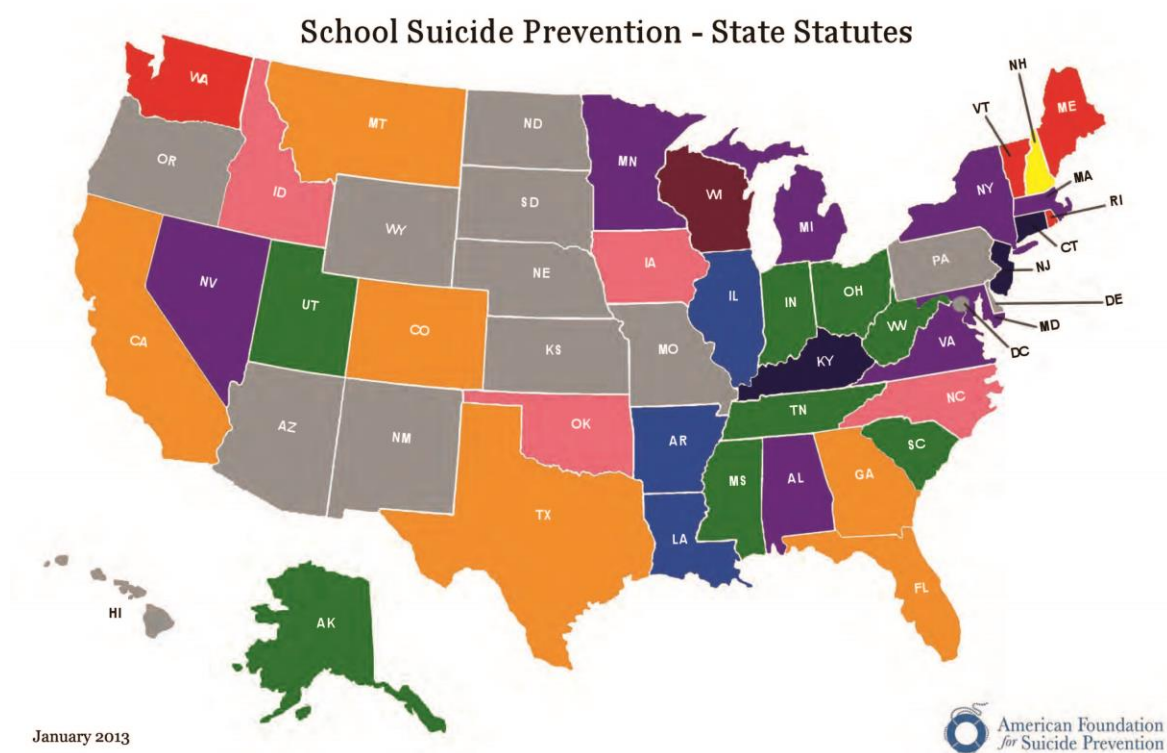 School Suicide Prevention - State Statutes
WA
MT
ND
MN
NH
VT
ME
OR
ID
SD
WI
NY
MA
WY
MI
RI
CT
IA
PA
NJ
NE
NV
UT
IL
IN
OH
DE
CO
WV
MD
CA
KS
MO
KY
VA
DC
TN
NC
AZ
NM
OK
AR
SC
MS
AL
GA
TX
LA
FL
HI
AK
January 2013
American Foundation
for Suicide Prevention